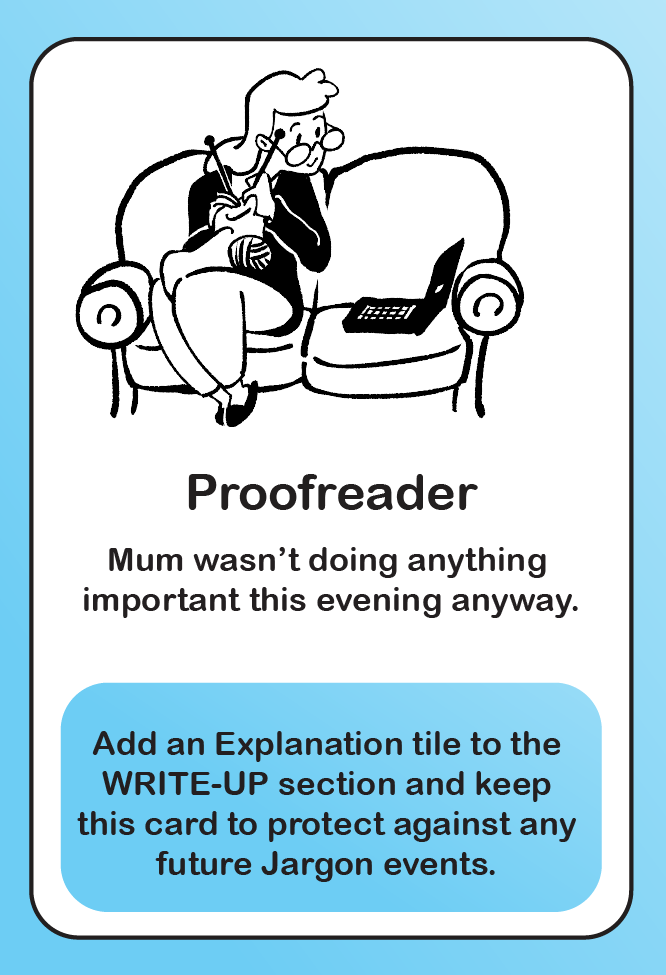 Proofreader
Mum wasn’t doing anything
important this evening anyway.
Add an Explanation tile to the
WRITE-UP section and keep
this card to protect against any
future Jargon events.